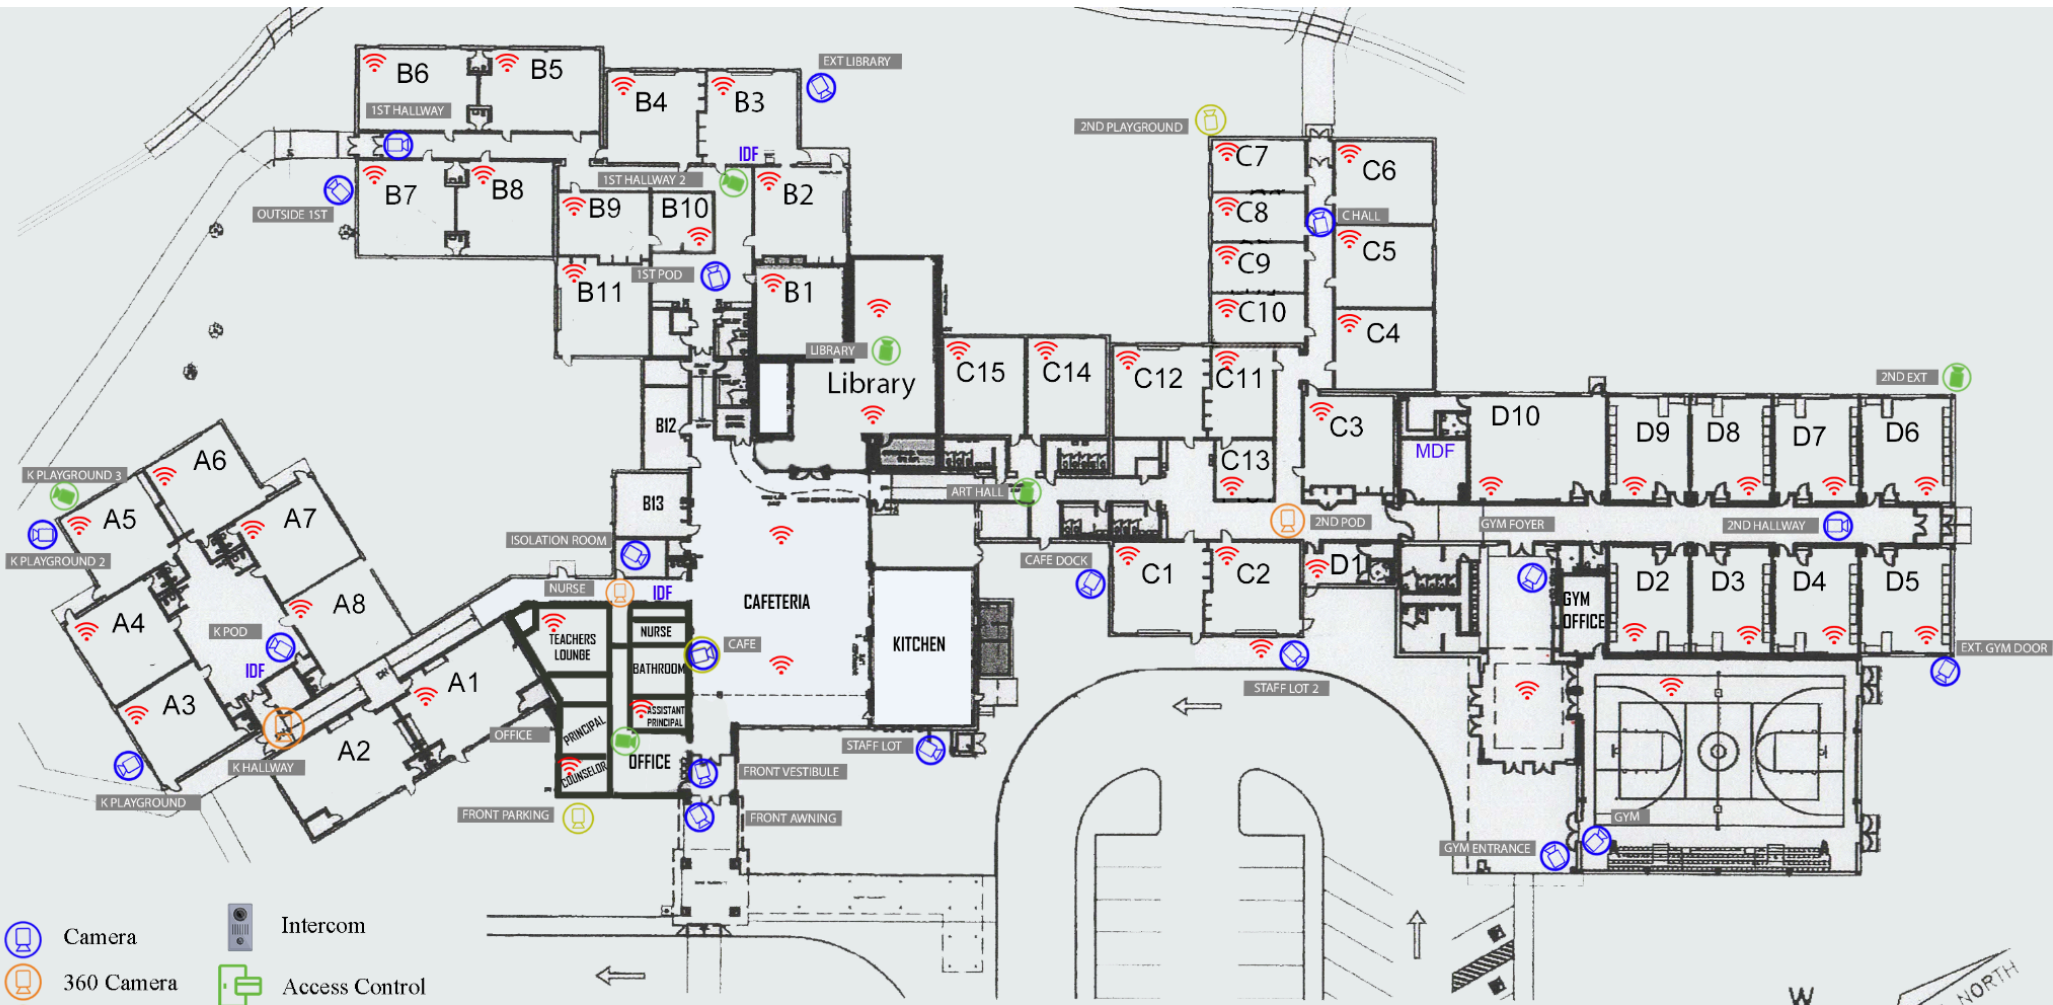 EXT LIBRARY
B6
B5
B4
B3
1ST HALLWAY
2ND PLAYGROUND
IDF
C7
C6
1ST HALLWAY 2
B7
B8
B9
B10
B2
OUTSIDE 1ST
C8
C HALL
C5
C9
1ST POD
B11
B1
C10
C4
LIBRARY
Library
C15
C14
C12
C11
2ND EXT
B12
C3
D10
D9
D8
D7
D6
MDF
C13
A6
K PLAYGROUND 3
B13
ART HALL
A5
A7
2ND POD
GYM FOYER
2ND HALLWAY
ISOLATION ROOM
K PLAYGROUND 2
CAFE DOCK
C1
C2
D1
D2
D3
D4
D5
NURSE
IDF
CAFETERIA
A8
A4
GYM
OFFICE
K POD
TEACHERS
LOUNGE
NURSE
CAFE
KITCHEN
EXT. GYM DOOR
IDF
BATHROOM
A1
STAFF LOT 2
A3
ASSISTANT
PRINCIPAL
PRINCIPAL
OFFICE
A2
STAFF LOT
K HALLWAY
OFFICE
COUNSELOR
FRONT VESTIBULE
K PLAYGROUND
FRONT PARKING
FRONT AWNING
GYM
GYM ENTRANCE
Camera
Intercom
360 Camera
Access Control
W
NORTH